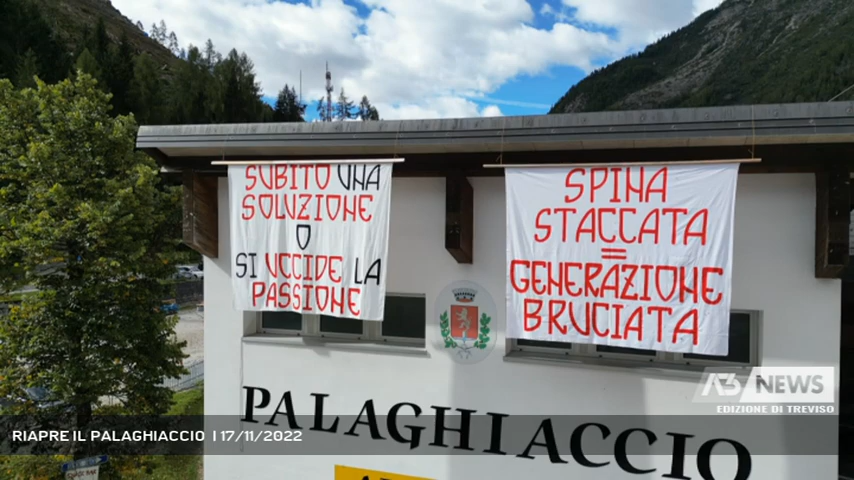 SUBITO UNA
SOLUZIONE
O
SI UCCIDE LA
PASSIONE
SPINA
STACCATA
=
GENERAZIONE
BRUCIATA
A3 NEWS
EDIZIONE DI TREVISO
PALAGHIACCIO
RIAPRE IL PALAGHIACCIO | 17/11/2022